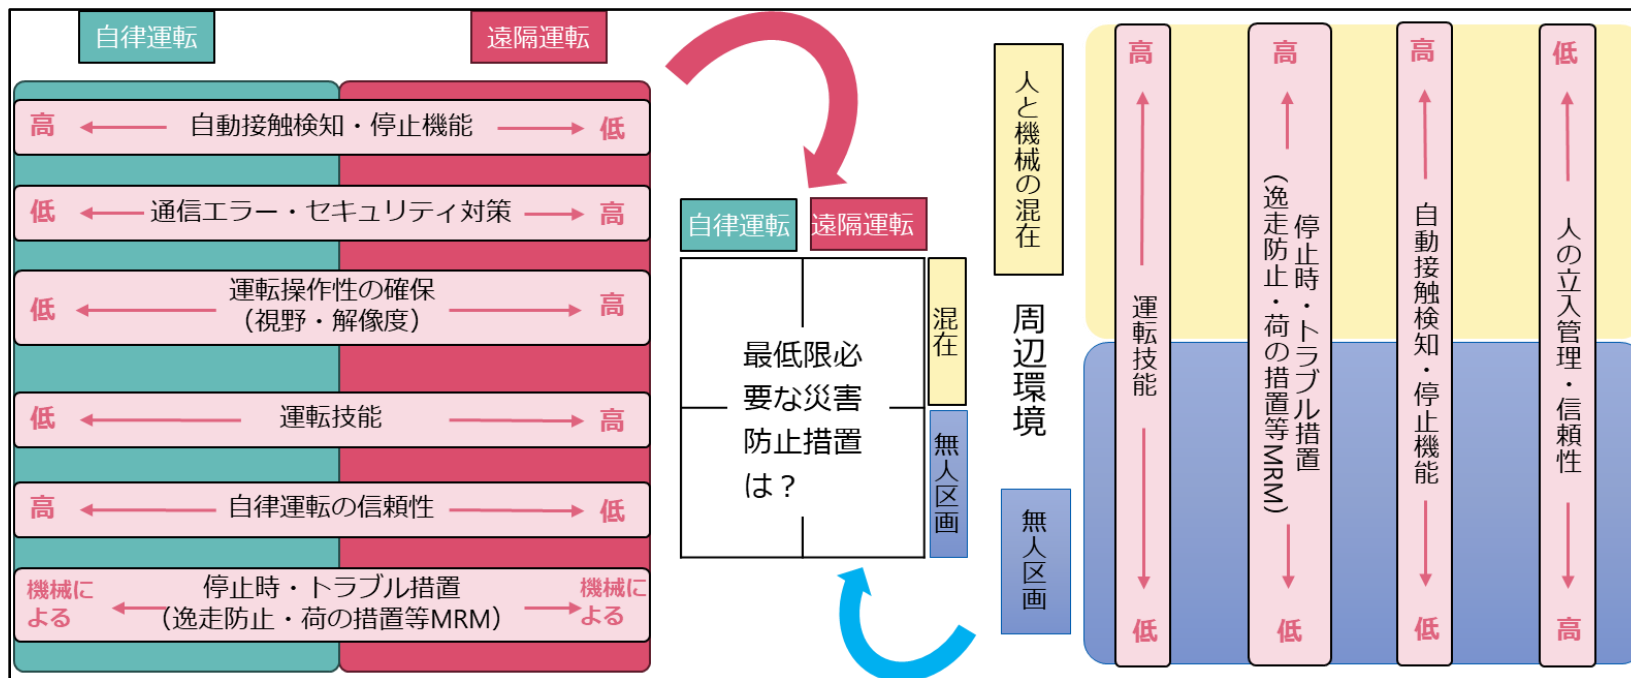 自律運転
遠隔運転
高
自動接触検知・停止機能
低
低
通信エラー・セキュリティ対策
高
低
運転操作性の確保
(視野・解像度)
高
低
運転技能
高
高
自律運転の信頼性
低
機械に
よる
停止時・トラブル措置
(逸走防止・荷の措置等MRM)
機械に
よる
自律運転
遠隔運転
最低限必
要な災害
防止措置
は？
混在
無人区画
人と機械の混在
周辺環境
無人区画
高
運転技能
低
高
停止時・トラブル措置
(逸走防止・荷の措置等MRM)
低
高
自動接触検知・停止機能
低
低
人の立入管理・信頼性
高